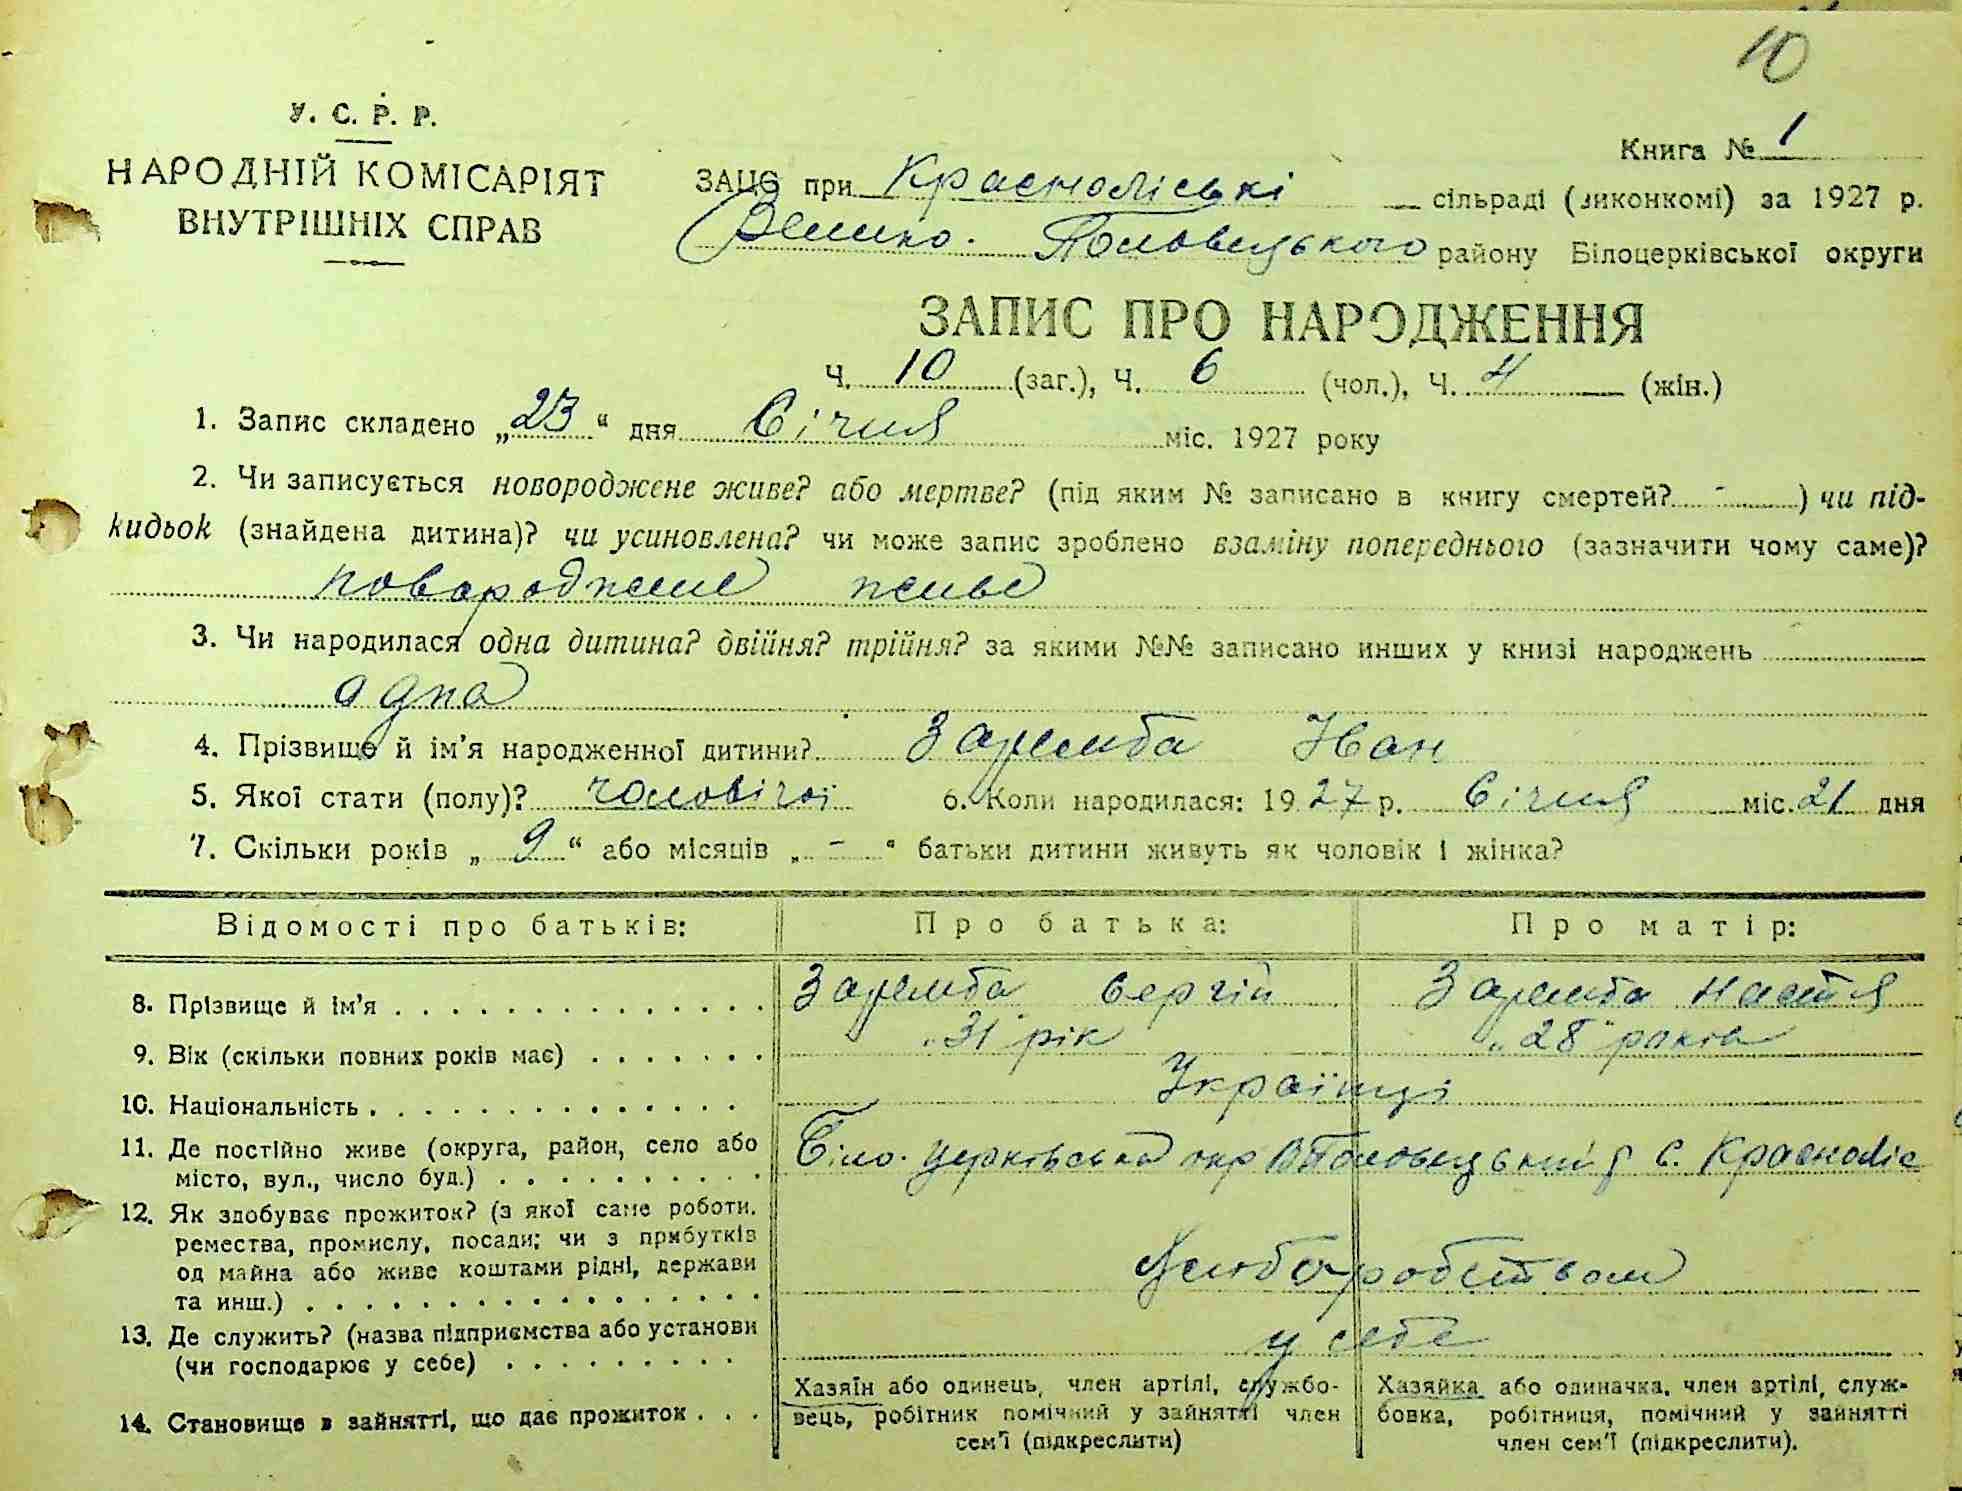 10
У. С. Р. Р.
НАРОДНІЙ КОМІСАРІЯТ
ВНУТРІШНІХ СПРАВ
Книга № 1
ЗАЦС при Красноліські сільраді (виконкомі) за 1927 р.
Велико. Половецького району Білоцерківської округи
ЗАПИС ПРО НАРОДЖЕННЯ
Ч. 10 (заг.), Ч. 6 (чол.), Ч. 4 (жін.)
1. Запис складено „23“ дня Січня міс. 1927 року
2. Чи записується новороджене живе? або мертве? (під яким № записано в книгу смертей? - ) чи під-
кидьок (знайдена дитина)? чи усиновлена? чи може запис зроблено взаміну попереднього (зазначити чому саме)?
новороджене живе
3. Чи народилася одна дитина? двійня? трійня? за якими №№ записано инших у книзі народжень
одна
4. Прізвище й ім'я народженної дитини? Заремба Іван
5. Якої стати (полу)? чоловічої 6. Коли народилася: 1927 р. Січня міс. 21 дня
7. Скільки років „ 9 “ або місяців „ - “ батьки дитини живуть як чоловік і жінка?
Відомості про батьків: Про батька: Про матір:
8. Прізвище й ім'я Заремба Сергій Заремба Настя
9. Вік (скільки повних років має) „31“ рік „28“ років
10. Національність Українці
11. Де постійно живе (округа, район, село або
місто, вул., число буд.) Біло-Церківська окр ВПоловецький р с. Красноліс
12. Як здобуває прожиток? (з якої саме роботи.
ремества, промислу, посади; чи з прибутків
од майна або живе коштами рідні, держави
та инш.) Хліборобством
13. Де служить? (назва підприємства або установи
(чи господарює у себе) у себе
14. Становище в зайнятті, що дає прожиток
Хазяїн або одинець, член артілі, службо-
вець, робітник помічний у зайнятті член
сем'ї (підкреслити)
Хазяйка або одиначка, член артілі, служ-
бовка, робітниця, помічний у зайнятті
член сем'ї (підкреслити).